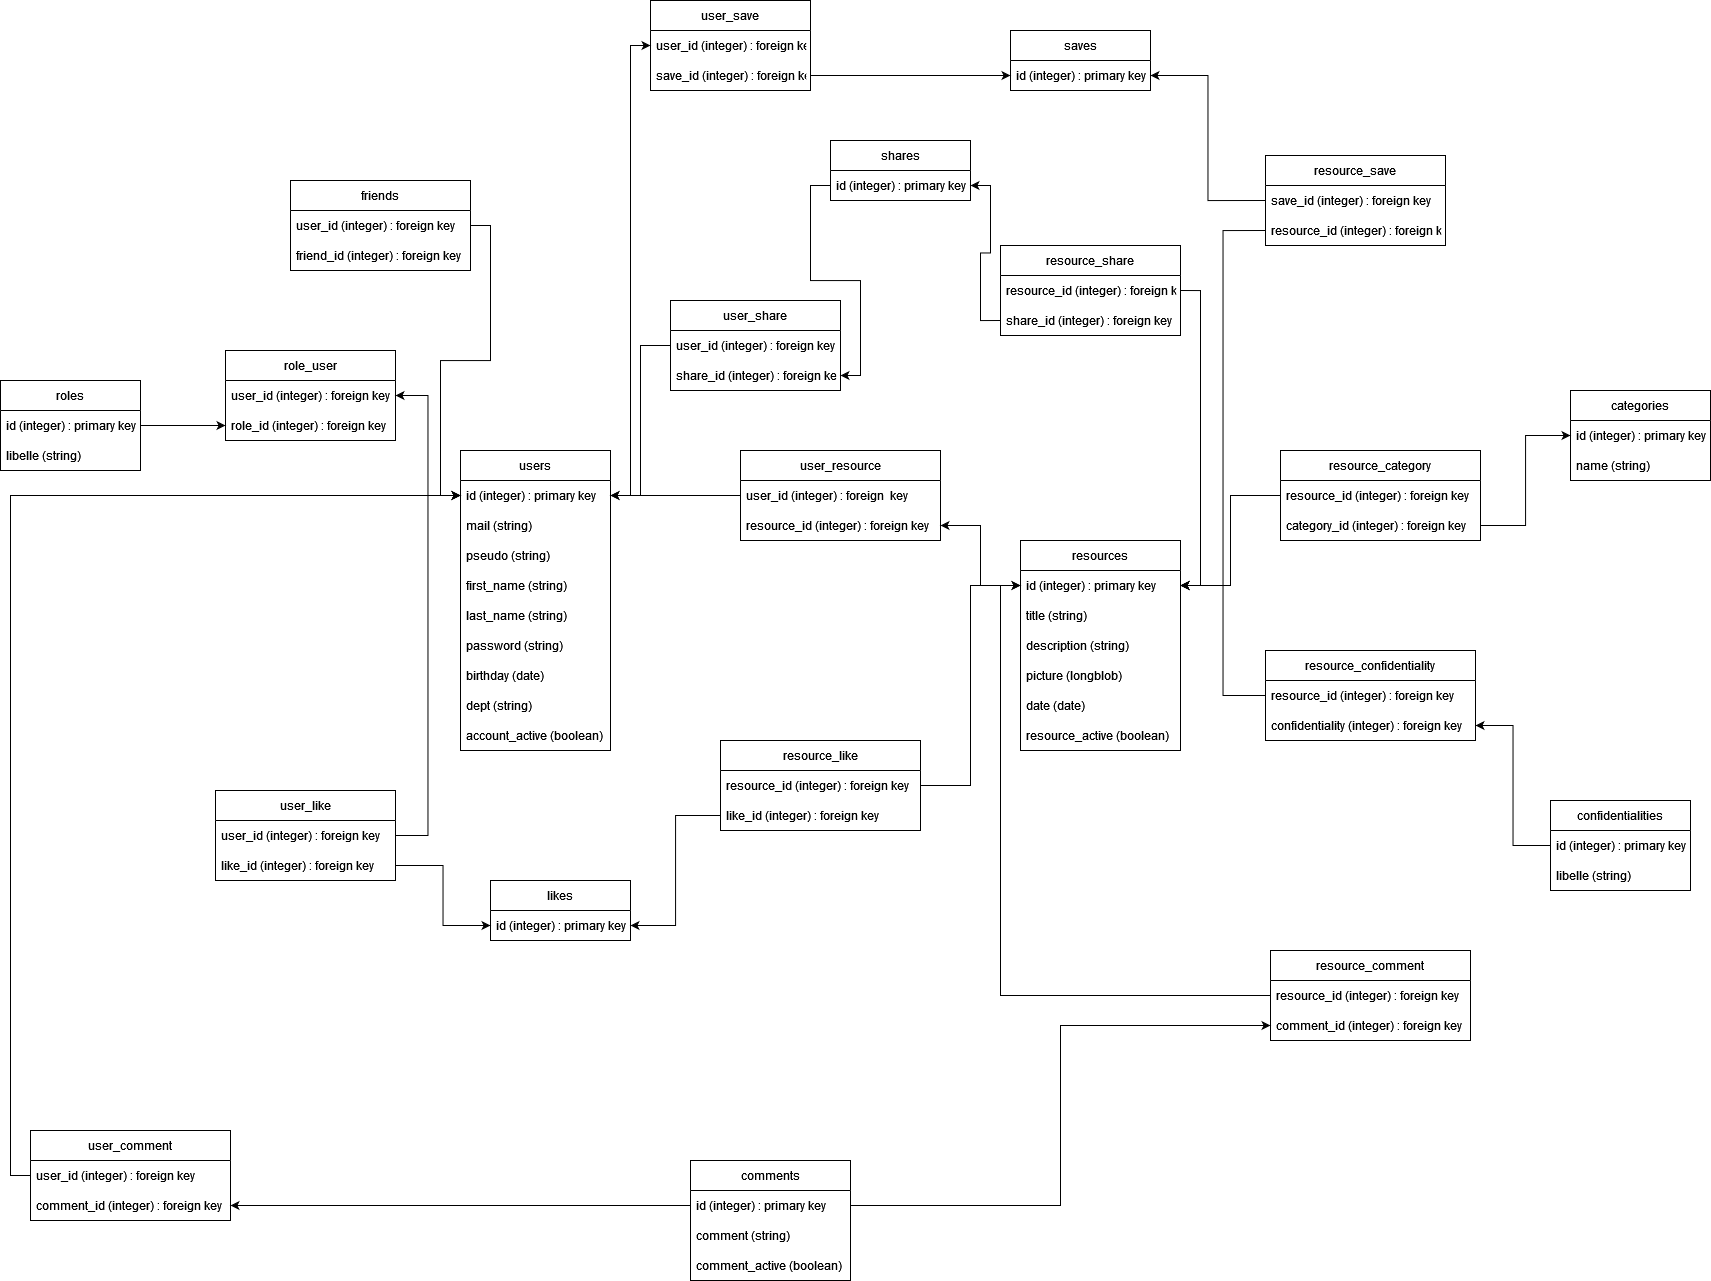 user_save
user_id (integer) : foreign ke
save_id (integer) : foreign ke
saves
id (integer) : primary key
shares
id (integer) : primary key
resource_save
save_id (integer) : foreign key
resource_id (integer) : foreign k
friends
user_id (integer) : foreign key
friend_id (integer) : foreign key
resource_share
resource_id (integer) : foreign k
share_id (integer) : foreign key
user_share
user_id (integer) : foreign key
share_id (integer) : foreign ke
role_user
user_id (integer) : foreign key
role_id (integer) : foreign key
roles
id (integer) : primary key
libelle (string)
categories
id (integer) : primary key
name (string)
users
id (integer) : primary key
mail (string)
pseudo (string)
first_name (string)
last_name (string)
password (string)
birthday (date)
dept (string)
account_active (boolean)
user_resource
user_id (integer) : foreign  key
resource_id (integer) : foreign key
resource_category
resource_id (integer) : foreign key
category_id (integer) : foreign key
resources
id (integer) : primary key
title (string)
description (string)
picture (longblob)
date (date)
resource_active (boolean)
resource_confidentiality
resource_id (integer) : foreign key
confidentiality (integer) : foreign key
resource_like
resource_id (integer) : foreign key
like_id (integer) : foreign key
user_like
user_id (integer) : foreign key
like_id (integer) : foreign key
confidentialities
id (integer) : primary key
libelle (string)
likes
id (integer) : primary key
resource_comment
resource_id (integer) : foreign key
comment_id (integer) : foreign key
user_comment
user_id (integer) : foreign key
comment_id (integer) : foreign key
comments
id (integer) : primary key
comment (string)
comment_active (boolean)